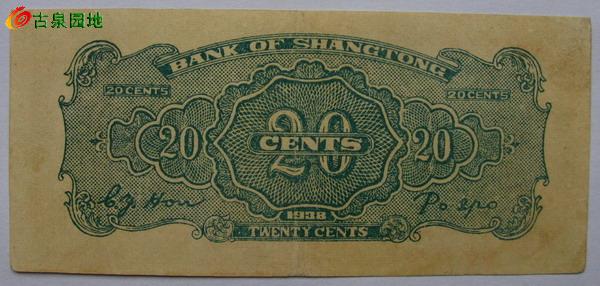 古泉园地
BANK OF SHANGTONG
20 CENTS
20 CENTS
20
20
CENTS
20
1938
TWENTY CENTS